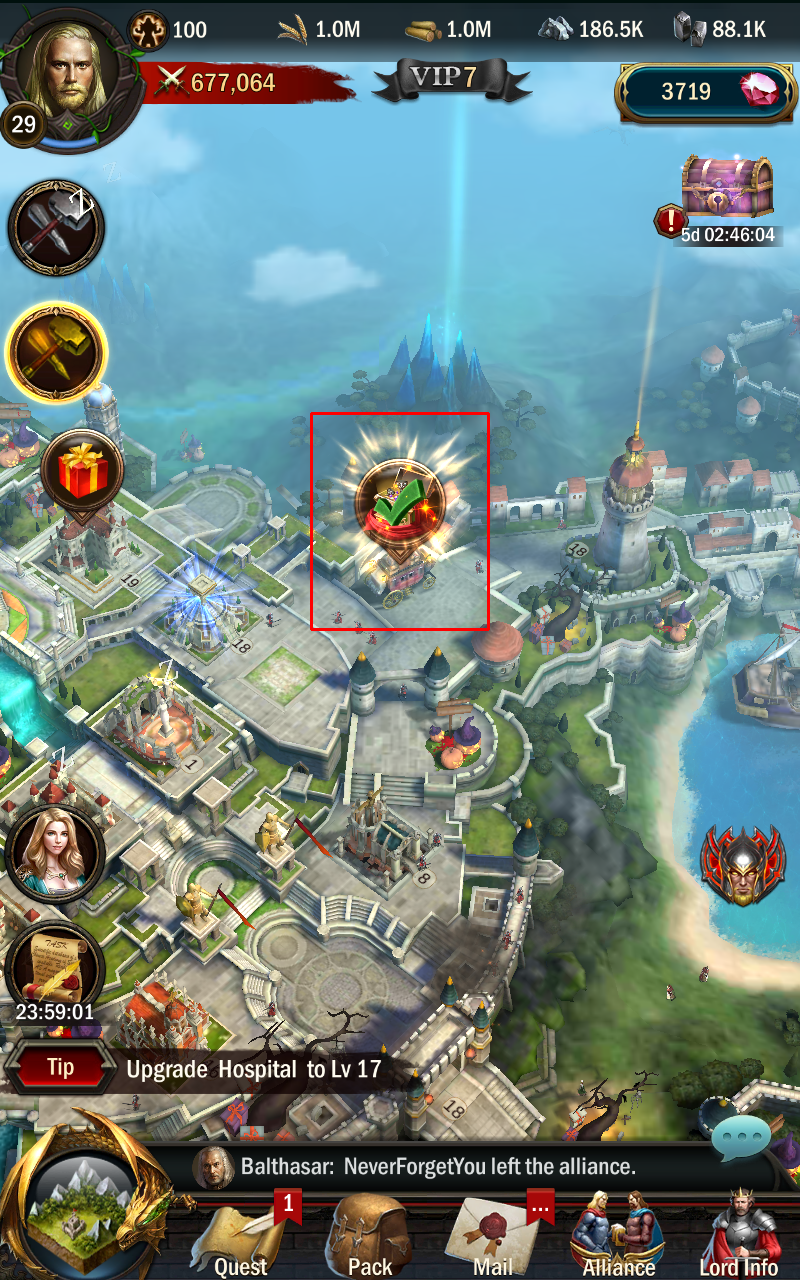 100
1.0M
1.0M
186.5K
88.1K
677,064
VIP7
3719
29
5d 02:46:04
19
18
18
1
8
TASK
23:59:01
Tip
Upgrade Hospital to Lv 17
18
Balthasar: NeverForgetYou left the alliance.
1
...
Quest
Pack
Mail
Alliance
Lord Info